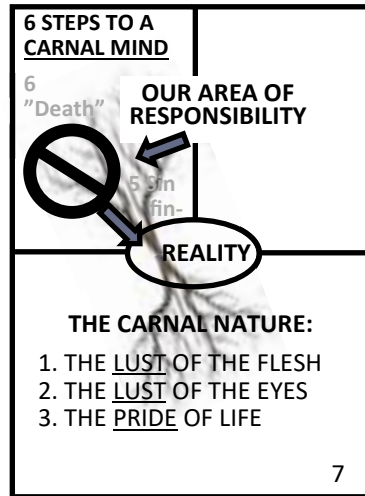 6 STEPS TO A
CARNAL MIND
6
"Death"
OUR AREA OF
RESPONSIBILITY
5 Sin
fin-
REALITY
THE CARNAL NATURE:
1. THE LUST OF THE FLESH
2. THE LUST OF THE EYES
3. THE PRIDE OF LIFE
7